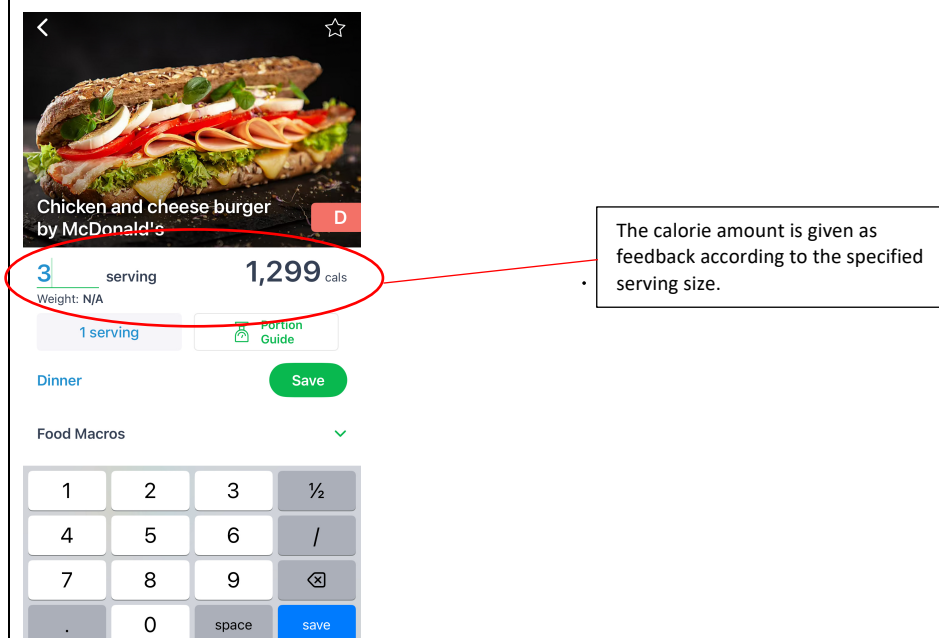 Chicken and cheese burger
by McDonald's
D
3 serving 1,299 cals
Weight: N/A
1 serving
Portion
Guide
Dinner
Save
Food Macros
1 2 3 ½
4 5 6 /
7 8 9
. 0 space save
The calorie amount is given as
feedback according to the specified
serving size.
.